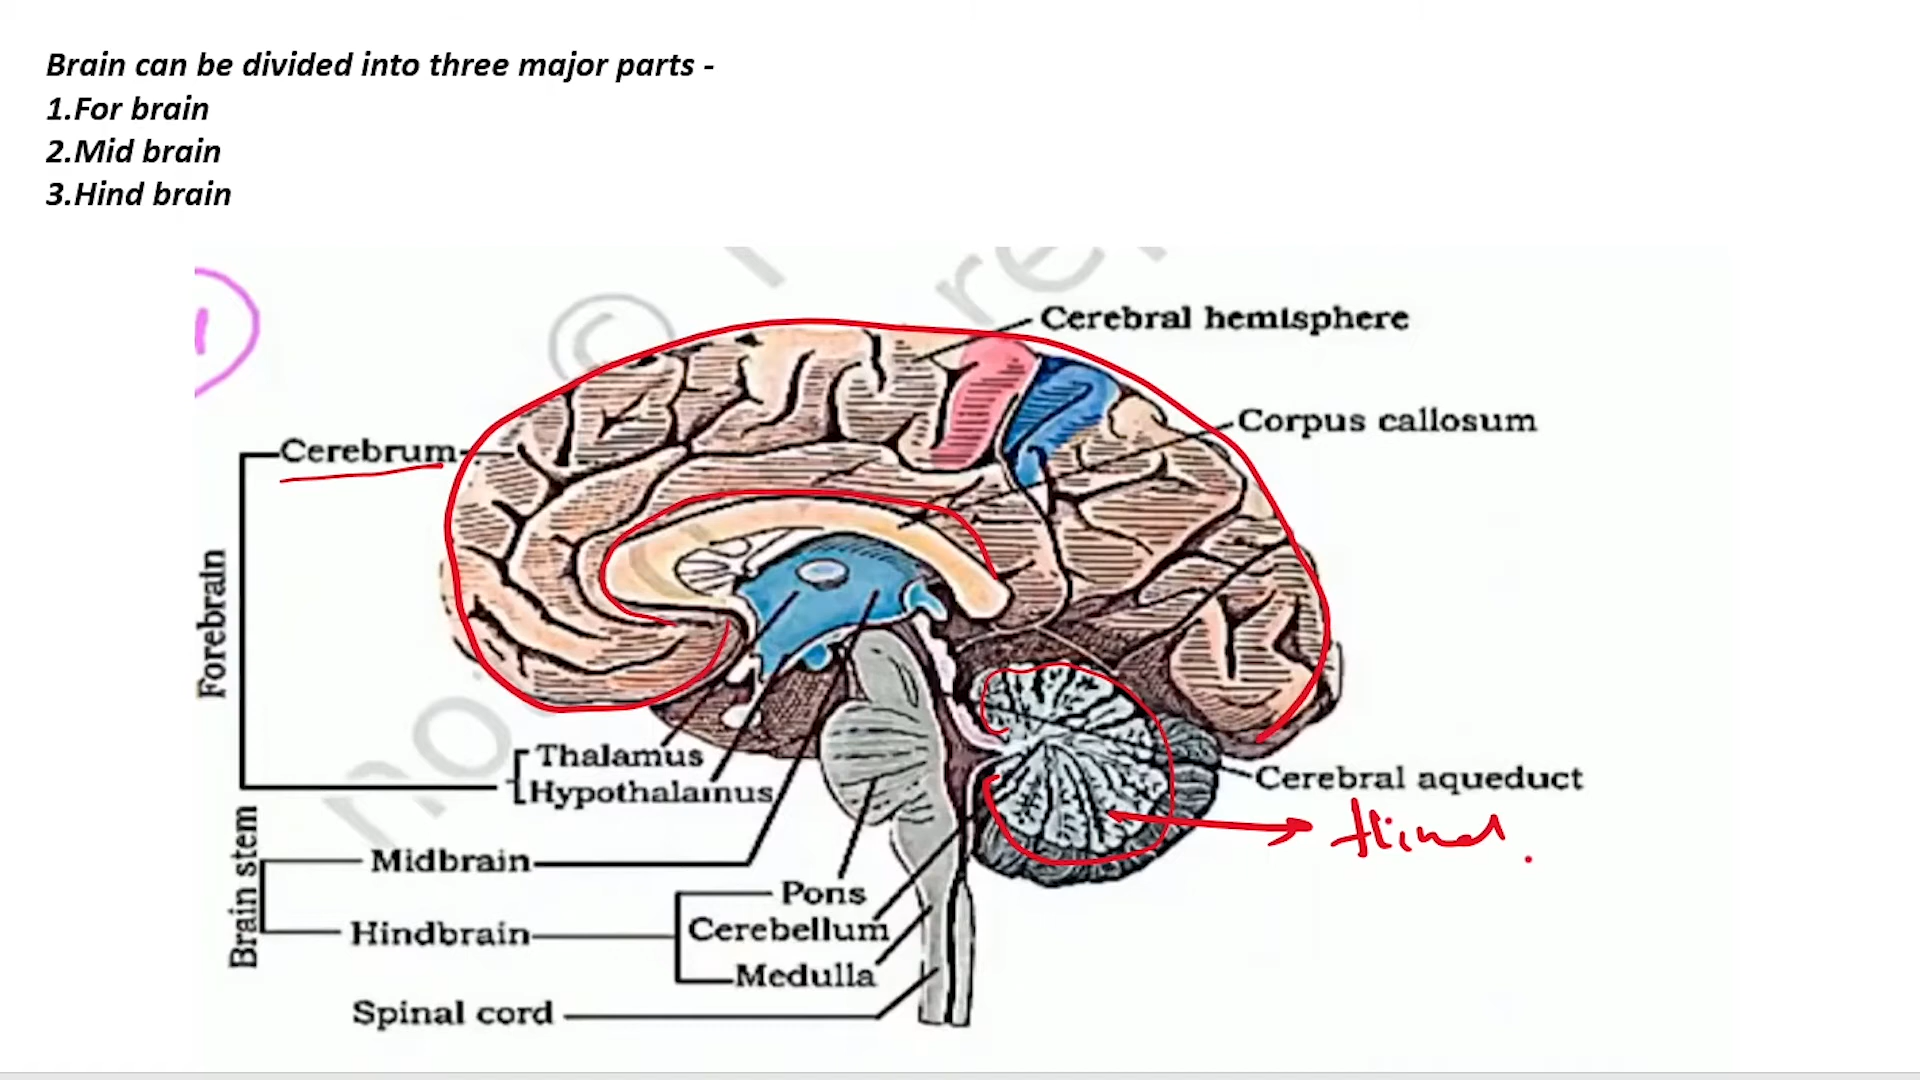 Brain can be divided into three major parts -
1.For brain
2.Mid brain
3.Hind brain
1
Cerebral hemisphere
Corpus callosum
Cerebrum
Forebrain
Thalamus
Hypothalamus
Cerebral aqueduct
Hind
Brain stem
Midbrain
Pons
Hindbrain
Cerebellum
Medulla
Spinal cord